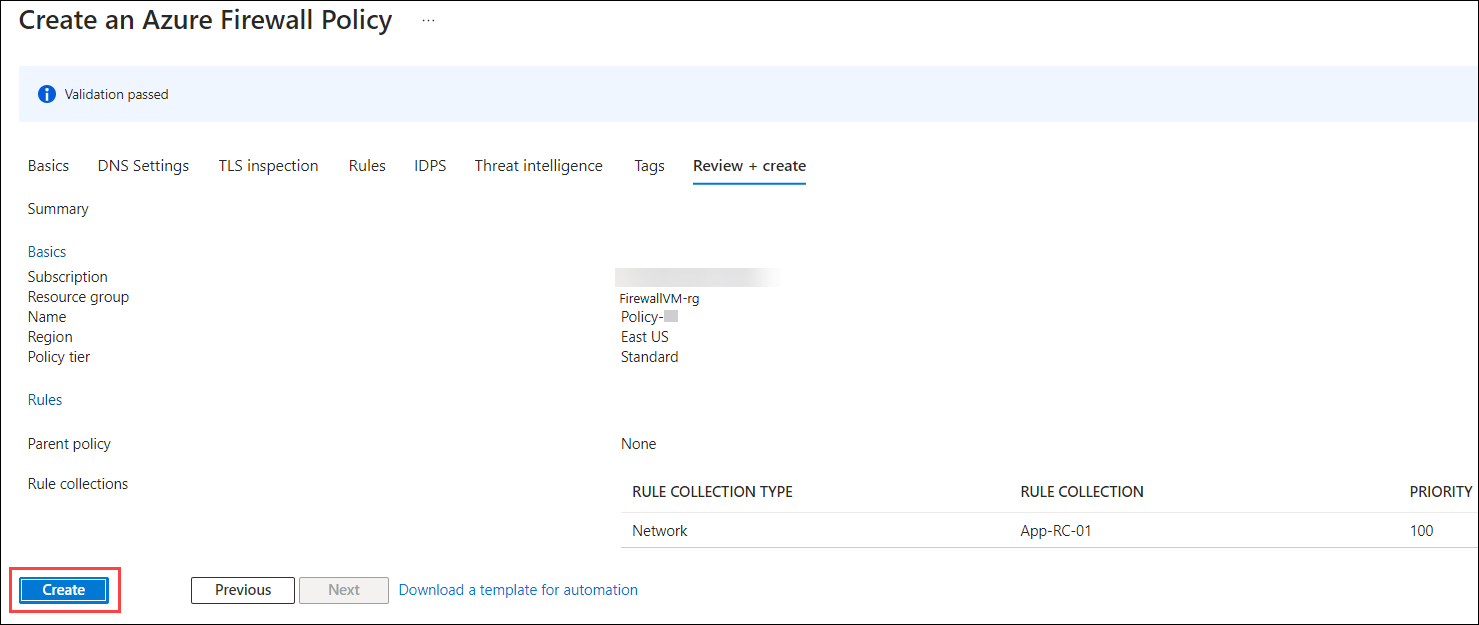 Create an Azure Firewall Policy ...
Validation passed
Basics DNS Settings TLS inspection Rules IDPS Threat intelligence Tags Review + create
Summary
Basics
Subscription
Resource group FirewallVM-rg
Name Policy-
Region East US
Policy tier Standard
Rules
Parent policy None
Rule collections
RULE COLLECTION TYPE RULE COLLECTION PRIORITY
Network App-RC-01 100
Create Previous Next Download a template for automation